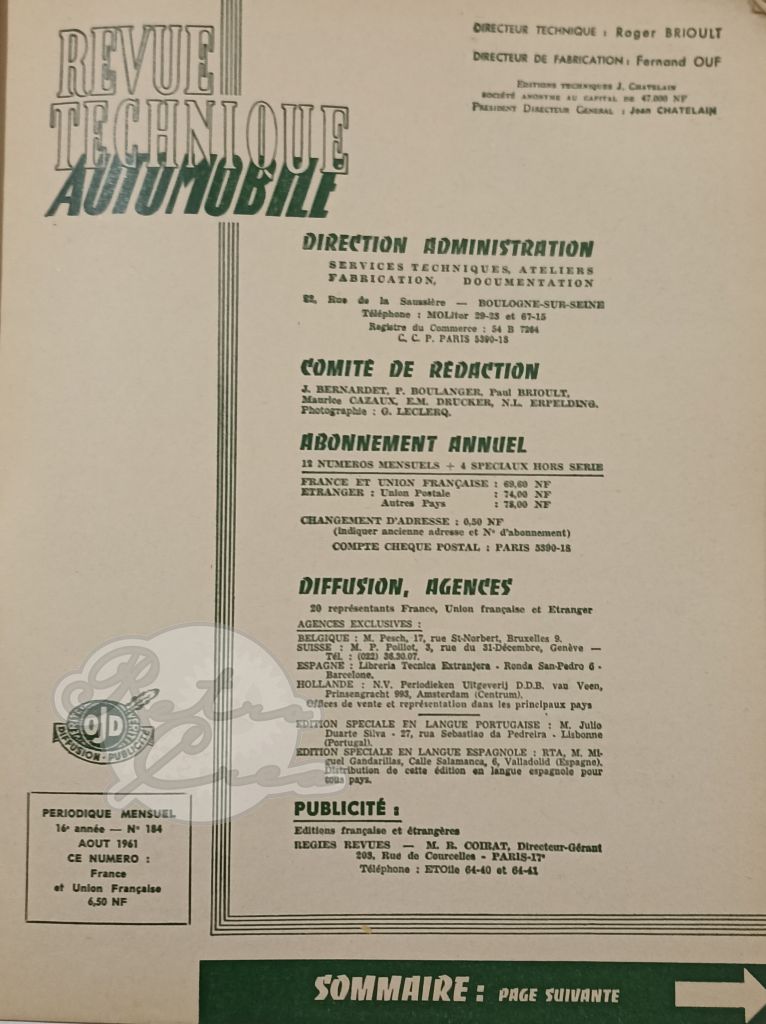 REVUE
TECHNIQUE
AUTOMOBILE
DIRECTEUR TECHNIQUE : Roger BRIOULT
DIRECTEUR DE FABRICATION : Fernand OUF
EDITIONS TECHNIQUES J. CHATELAIN
SOCIÉTÉ ANONYME AU CAPITAL DE 47.000 NF
PRESIDENT DIRECTEUR GENERAL : Jean CHATELAIN
DIRECTION ADMINISTRATION
SERVICES TECHNIQUES, ATELIERS
FABRICATION, DOCUMENTATION
22, Rue de la Saussière — BOULOGNE-SUR-SEINE
Téléphone : MOLitor 29-23 et 67-15
Registre du Commerce : 54 B 7264
C. C. P. PARIS 5390-18
COMITÉ DE RÉDACTION
J. BERNARDET, P. BOULANGER, Paul BRIOULT,
Maurice CAZAUX, E.M. DRUCKER, N.L. ERPELDING.
Photographie : G. LECLERQ.
ABONNEMENT ANNUEL
12 NUMEROS MENSUELS + 4 SPECIAUX HORS SERIE
FRANCE ET UNION FRANÇAISE : 69,60 NF
ETRANGER : Union Postale : 74,00 NF
Autres Pays : 78,00 NF
CHANGEMENT D'ADRESSE : 0,50 NF
(Indiquer ancienne adresse et N° d'abonnement)
COMPTE CHEQUE POSTAL : PARIS 5390-18
DIFFUSION, AGENCES
20 représentants France, Union française et Etranger
AGENCES EXCLUSIVES :
BELGIQUE : M. Pesch, 17, rue St-Norbert, Bruxelles 9.
SUISSE : M. P. Poillot, 3, rue du 31-Décembre, Genève —
Tél. : (022) 36.30.07.
ESPAGNE : Libreria Tecnica Extranjera - Ronda San-Pedro 6 -
Barcelone.
HOLLANDE : N.V. Periodieken Uitgeverij D.D.B. van Veen,
Prinsengracht 993, Amsterdam (Centrum).
Offices de vente et représentation dans les principaux pays
EDITION SPECIALE EN LANGUE PORTUGAISE : M. Julio
Duarte Silva - 27, rua Sebastiao da Pedreira - Lisbonne
(Portugal).
EDITION SPECIALE EN LANGUE ESPAGNOLE : RTA, M. Mi-
guel Gandarillas, Calle Salamanca, 6, Valladolid (Espagne).
Distribution de cette édition en langue espagnole pour
tous pays.
PUBLICITÉ :
Editions française et étrangères
REGIES REVUES — M. R. COIRAT, Directeur-Gérant
203, Rue de Courcelles - PARIS-17e
Téléphone : ETOile 64-40 et 64-41
OJD
DIFFUSION - PUBLICITÉ
Retro
Crea
PERIODIQUE MENSUEL
16e année — N° 184
AOUT 1961
CE NUMERO :
France
et Union Française
6,50 NF
SOMMAIRE : PAGE SUIVANTE